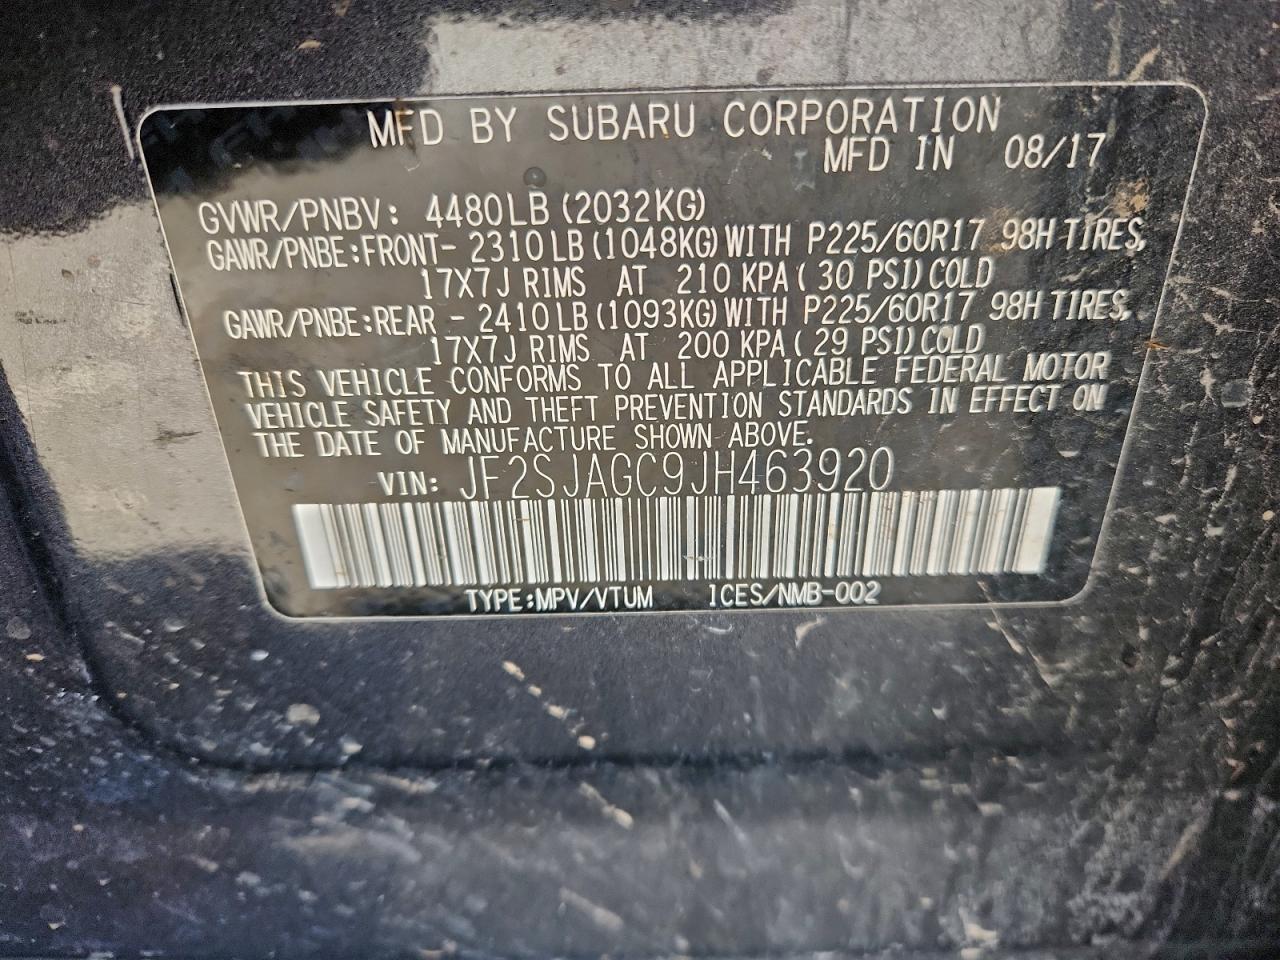 MFD BY SUBARU CORPORATION
MFD IN 08/17
GVWR/PNBV: 4480LB (2032KG)
GAWR/PNBE:FRONT- 2310LB (1048KG) WITH P225/60R17 98H TIRES,
17X7J RIMS AT 210 KPA ( 30 PSI) COLD
GAWR/PNBE:REAR - 2410LB (1093KG) WITH P225/60R17 98H TIRES,
17X7J RIMS AT 200 KPA ( 29 PSI) COLD
THIS VEHICLE CONFORMS TO ALL APPLICABLE FEDERAL MOTOR
VEHICLE SAFETY AND THEFT PREVENTION STANDARDS IN EFFECT ON
THE DATE OF MANUFACTURE SHOWN ABOVE.
VIN: JF2SJAGC9JH463920
TYPE:MPV/VTUM ICES/NMB-002